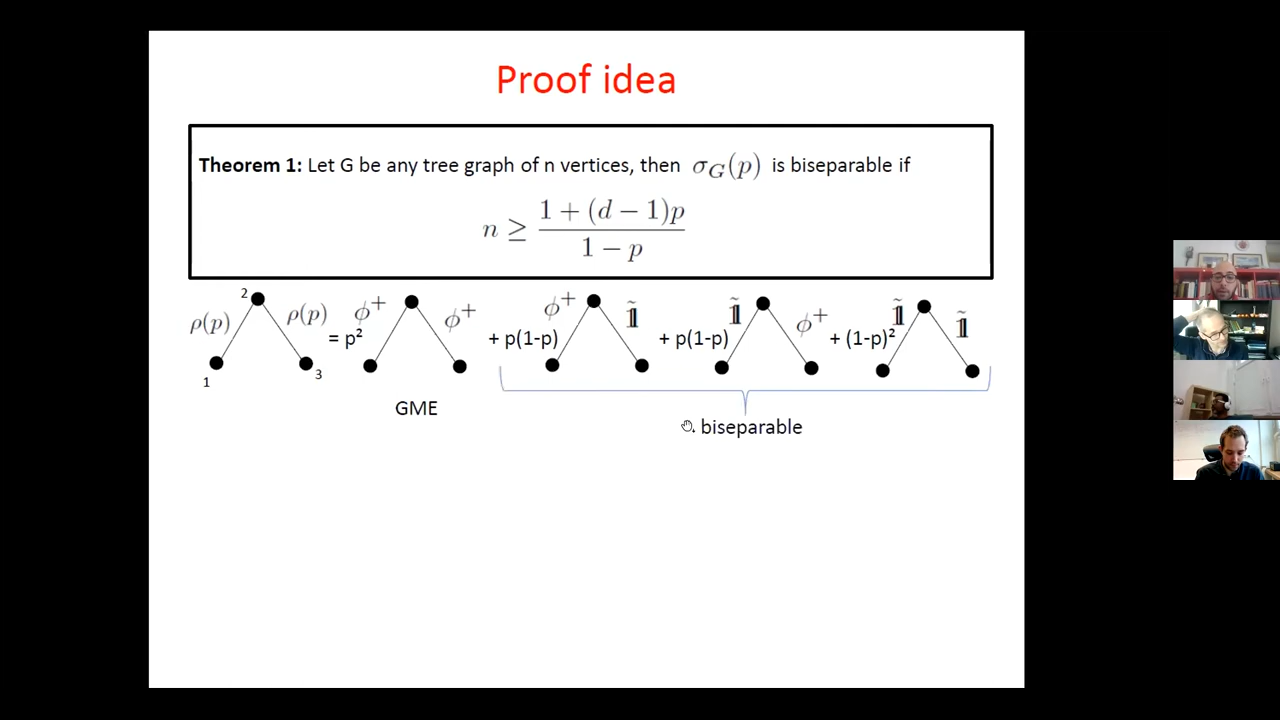 Proof idea
Theorem 1: Let G be any tree graph of n vertices, then σ_G(p) is biseparable if
n ≥ (1 + (d − 1)p) / (1 − p)
2
ρ(p) ρ(p) = p² ϕ⁺ ϕ⁺ + p(1-p) ϕ⁺ 𝟙̃ + p(1-p) 𝟙̃ ϕ⁺ + (1-p)² 𝟙̃ 𝟙̃
1 3
GME
biseparable